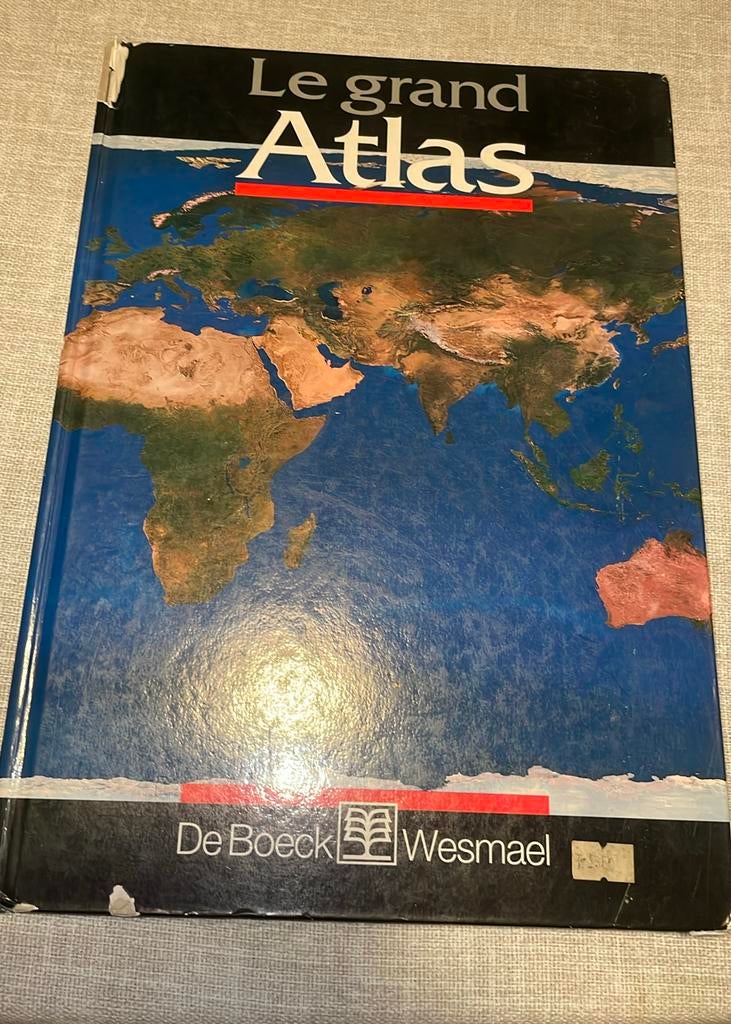 Le grand
Atlas
De Boeck Wesmael